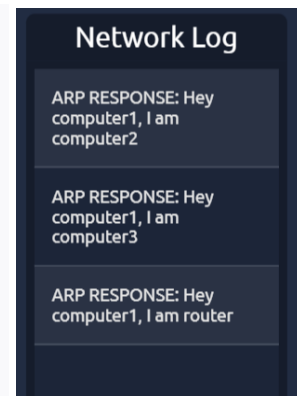 Network Log
ARP RESPONSE: Hey
computer1, I am
computer2
ARP RESPONSE: Hey
computer1, I am
computer3
ARP RESPONSE: Hey
computer1, I am router